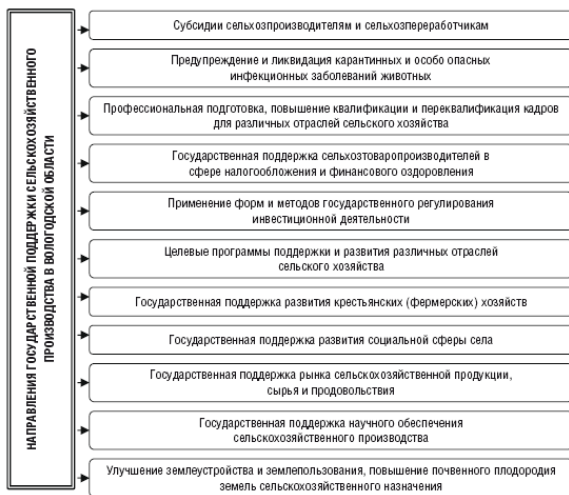 НАПРАВЛЕНИЯ ГОСУДАРСТВЕННОЙ ПОДДЕРЖКИ СЕЛЬСКОХОЗЯЙСТВЕННОГО
ПРОИЗВОДСТВА В ВОЛОГОДСКОЙ ОБЛАСТИ
Субсидии сельхозпроизводителям и сельхозпереработчикам
Предупреждение и ликвидация карантинных и особо опасных
инфекционных заболеваний животных
Профессиональная подготовка, повышение квалификации и переквалификация кадров
для различных отраслей сельского хозяйства
Государственная поддержка сельхозтоваропроизводителей в
сфере налогообложения и финансового оздоровления
Применение форм и методов государственного регулирования
инвестиционной деятельности
Целевые программы поддержки и развития различных отраслей
сельского хозяйства
Государственная поддержка развития крестьянских (фермерских) хозяйств
Государственная поддержка развития социальной сферы села
Государственная поддержка рынка сельскохозяйственной продукции,
сырья и продовольствия
Государственная поддержка научного обеспечения
сельскохозяйственного производства
Улучшение землеустройства и землепользования, повышение почвенного плодородия
земель сельскохозяйственного назначения